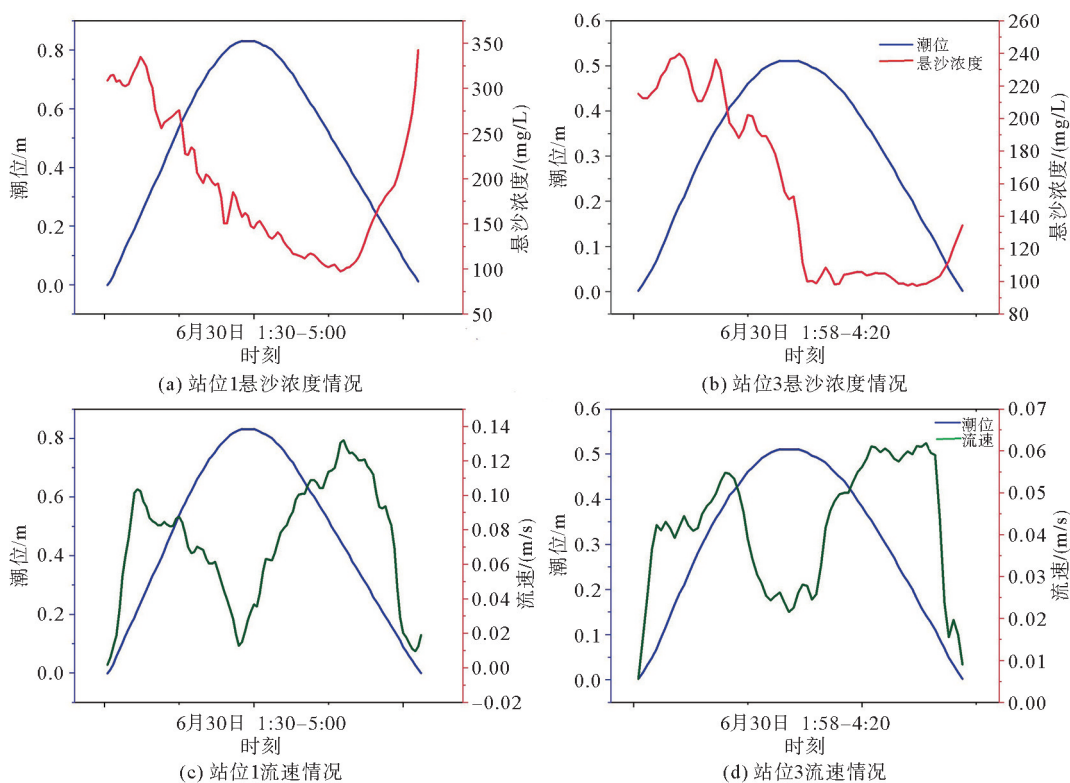 潮位/m
0.8
0.6
0.4
0.2
0.0
350
300
250
200
150
100
50
悬沙浓度/(mg/L)
6月30日 1:30–5:00
时刻
(a) 站位1悬沙浓度情况
潮位/m
0.6
0.5
0.4
0.3
0.2
0.1
0.0
潮位
悬沙浓度
260
240
220
200
180
160
140
120
100
80
悬沙浓度/(mg/L)
6月30日 1:58–4:20
时刻
(b) 站位3悬沙浓度情况
潮位/m
0.8
0.6
0.4
0.2
0.0
0.14
0.12
0.10
0.08
0.06
0.04
0.02
0.00
–0.02
流速/(m/s)
6月30日 1:30–5:00
时刻
(c) 站位1流速情况
潮位/m
0.6
0.5
0.4
0.3
0.2
0.1
0.0
潮位
流速
0.07
0.06
0.05
0.04
0.03
0.02
0.01
0.00
流速/(m/s)
6月30日 1:58–4:20
时刻
(d) 站位3流速情况